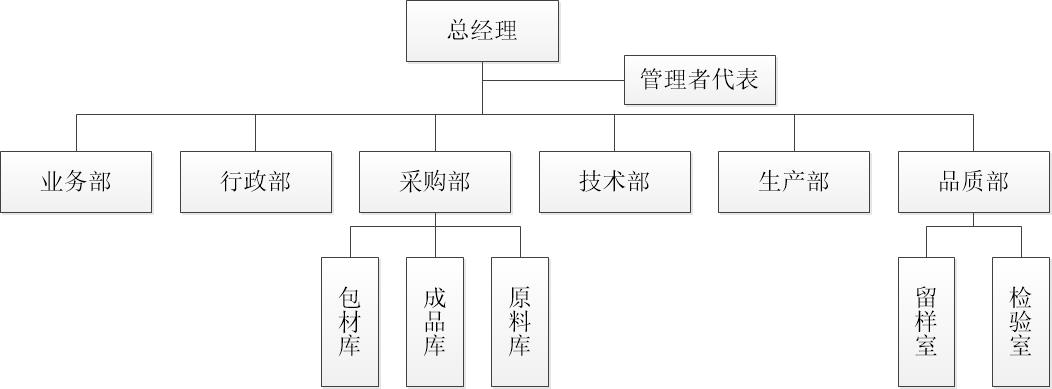 总经理
管理者代表
业务部
行政部
采购部
技术部
生产部
品质部
包材库
成品库
原料库
留样室
检验室